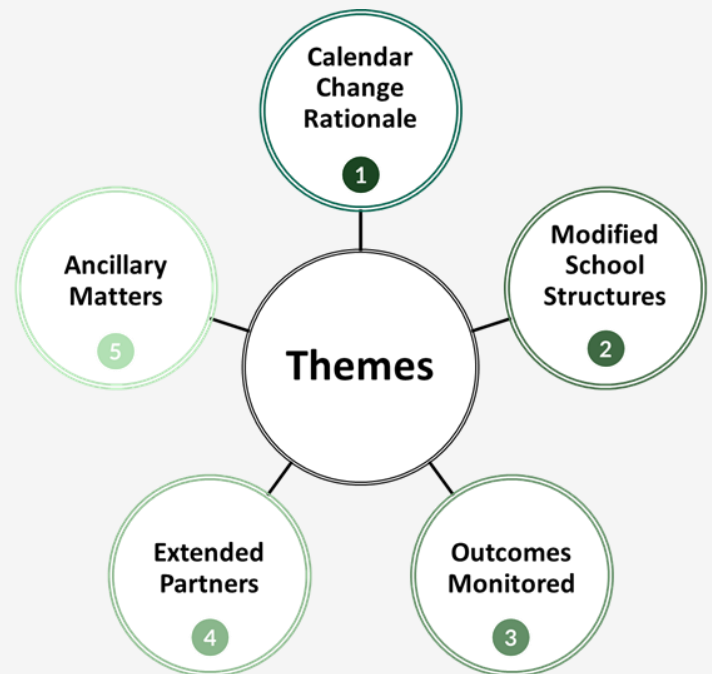 Calendar
Change
Rationale
1
Modified
School
Structures
2
Outcomes
Monitored
3
Extended
Partners
4
Ancillary
Matters
5
Themes